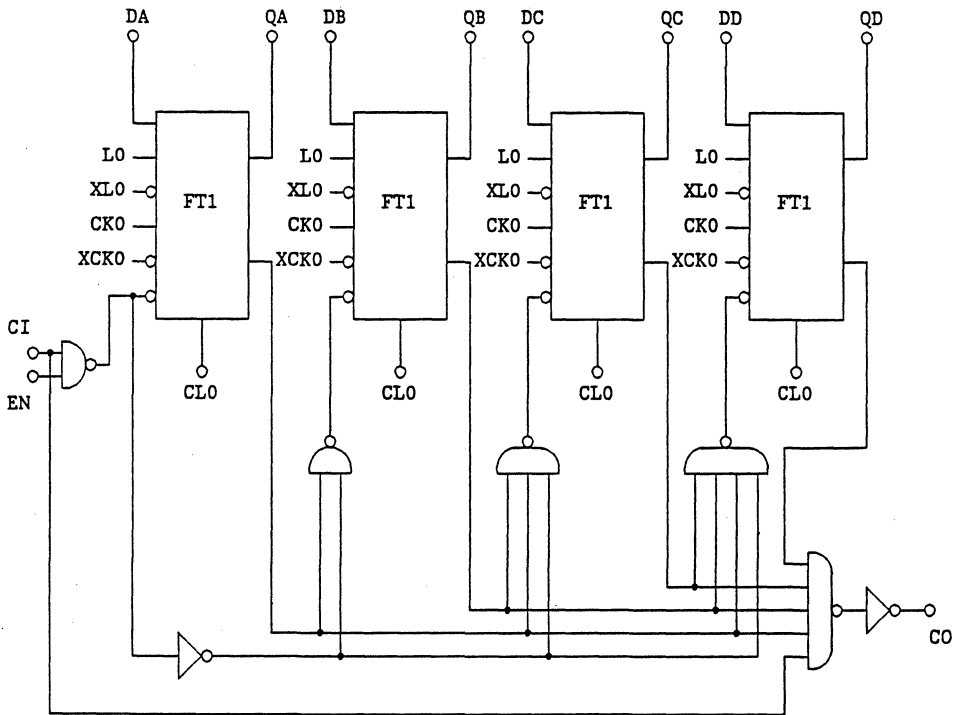 DA QA DB QB DC QC DD QD
L0 L0 L0 L0
XL0 XL0 XL0 XL0
FT1 FT1 FT1 FT1
CK0 CK0 CK0 CK0
XCK0 XCK0 XCK0 XCK0
CI
EN
CL0 CL0 CL0 CL0
CO